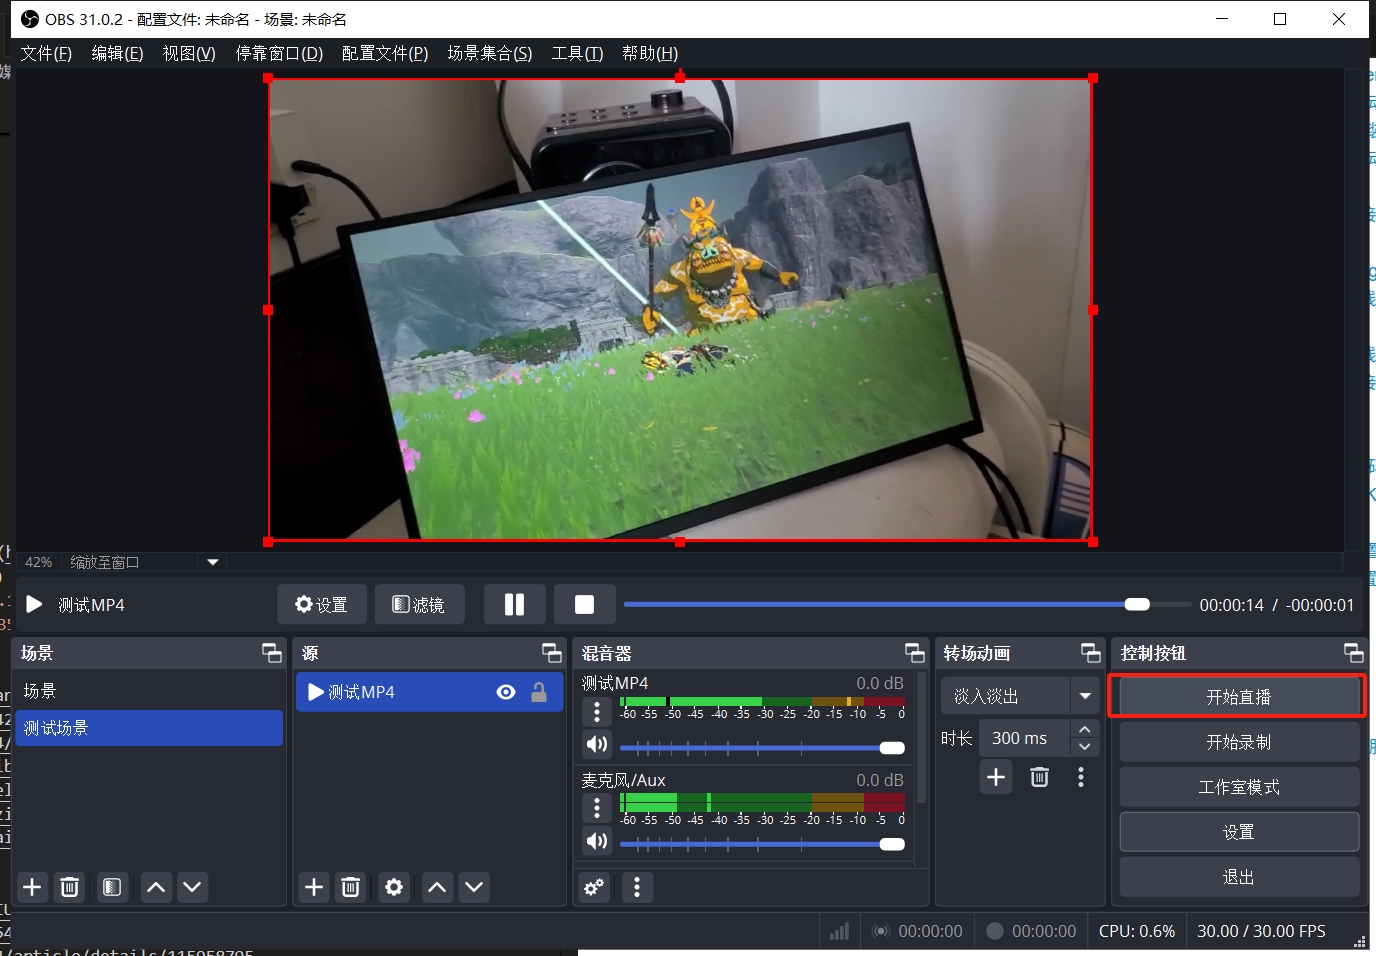 OBS 31.0.2 - 配置文件: 未命名 - 场景: 未命名
文件(F) 编辑(E) 视图(V) 停靠窗口(D) 配置文件(P) 场景集合(S) 工具(T) 帮助(H)
42% 缩放至窗口
测试MP4 设置 滤镜 00:00:14 / -00:00:01
场景
场景
测试场景
源
测试MP4
混音器
测试MP4 0.0 dB
-60 -55 -50 -45 -40 -35 -30 -25 -20 -15 -10 -5 0
麦克风/Aux 0.0 dB
-60 -55 -50 -45 -40 -35 -30 -25 -20 -15 -10 -5 0
转场动画
淡入淡出
时长 300 ms
控制按钮
开始直播
开始录制
工作室模式
设置
退出
00:00:00 00:00:00 CPU: 0.6% 30.00 / 30.00 FPS
/article/details/115958795